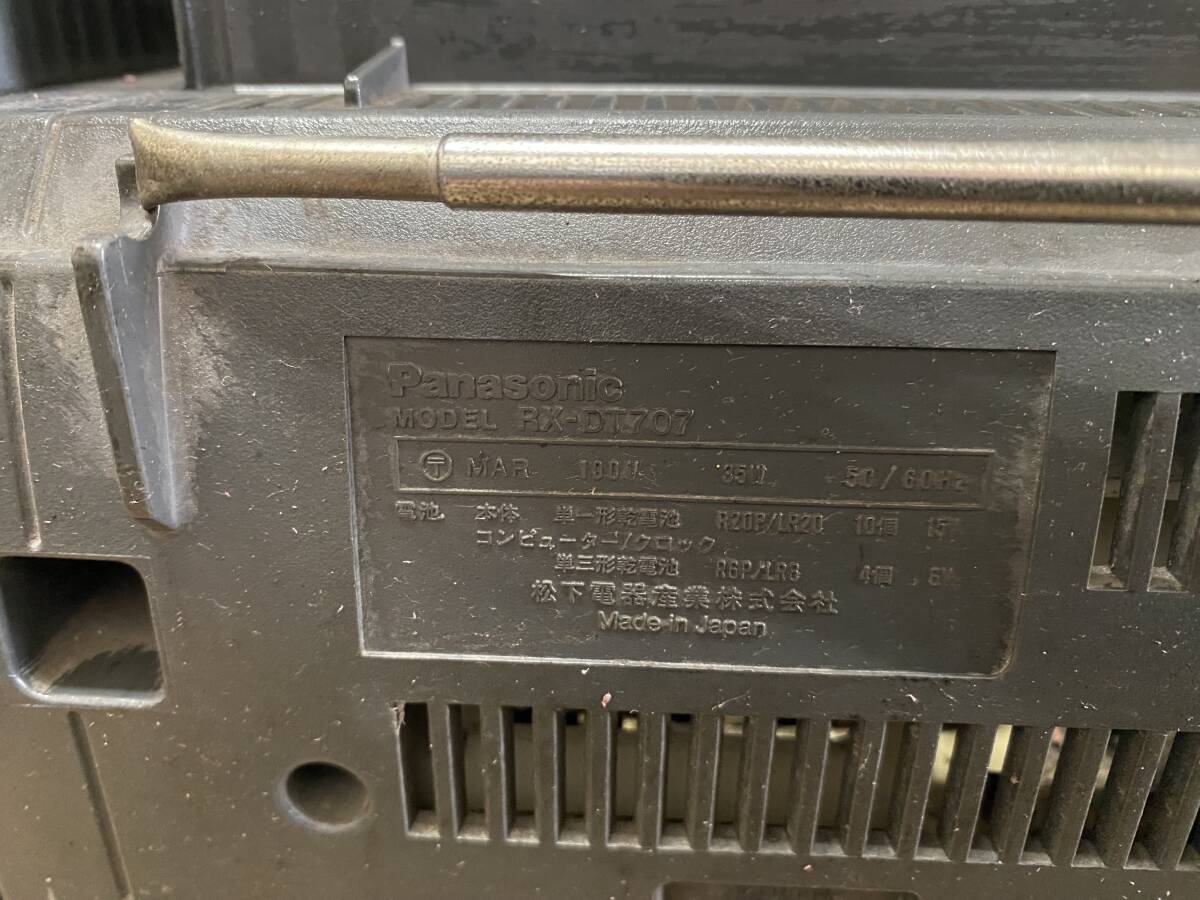 Panasonic
MODEL RX-DT707
〒 MAR 100V 35W 50/60Hz
電池 本体 単一形乾電池 R20P/LR20 10個 15V
コンピューター/クロック
単三形乾電池 R6P/LR6 4個 6V
松下電器産業株式会社
Made in Japan